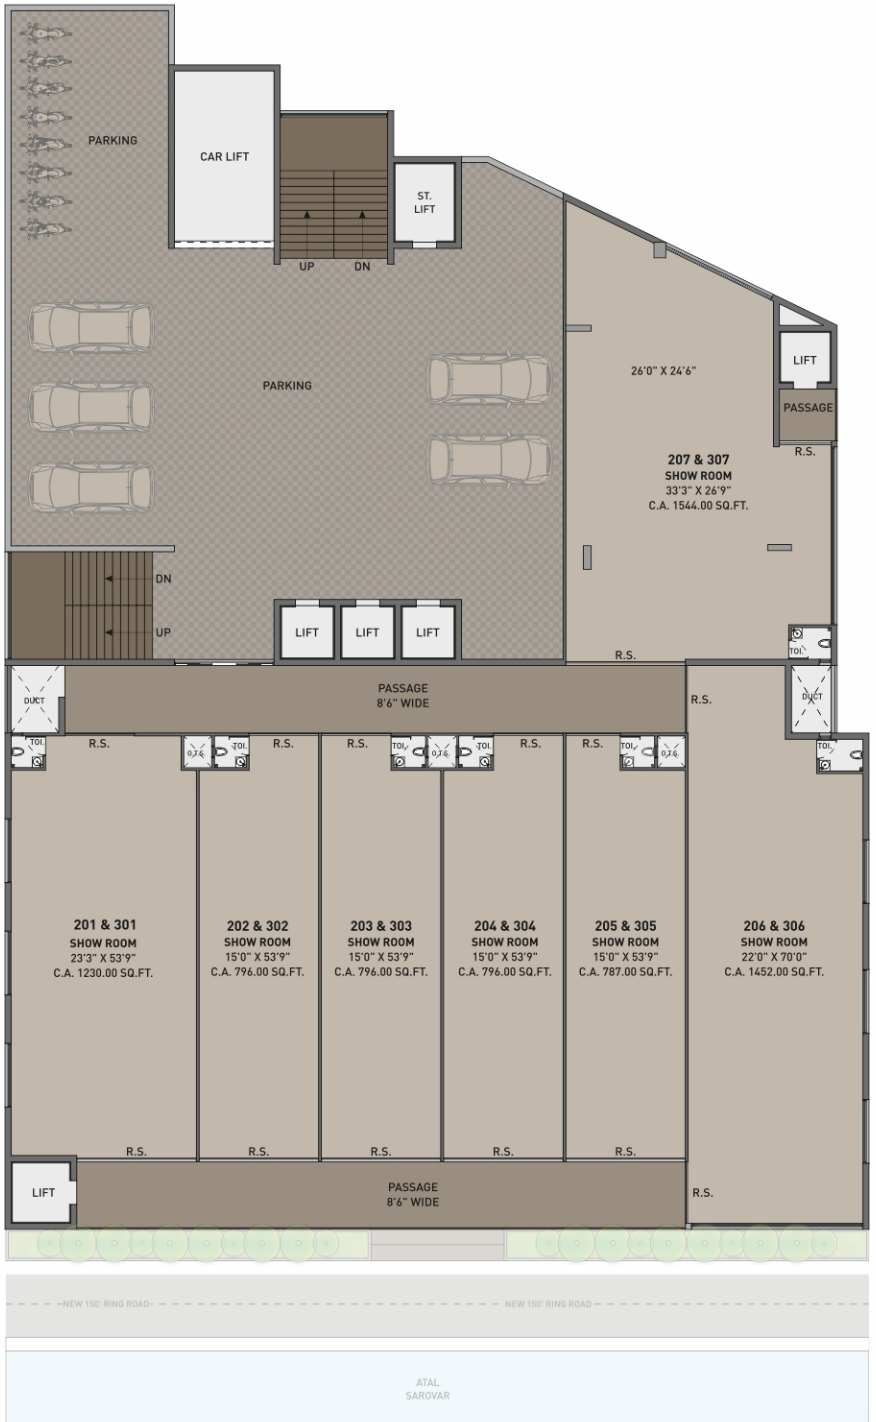 PARKING
CAR LIFT
ST.
LIFT
UP
DN
PARKING
26'0" X 24'6"
LIFT
PASSAGE
R.S.
207 & 307
SHOW ROOM
33'3" X 26'9"
C.A. 1544.00 SQ.FT.
DN
UP
LIFT
LIFT
LIFT
TOI.
R.S.
DUCT
PASSAGE
8'6" WIDE
R.S.
DUCT
TOI.
R.S.
O.T.S.
TOI.
R.S.
R.S.
TOI.
O.T.S.
TOI.
R.S.
R.S.
TOI.
O.T.S.
TOI.
201 & 301
SHOW ROOM
23'3" X 53'9"
C.A. 1230.00 SQ.FT.
202 & 302
SHOW ROOM
15'0" X 53'9"
C.A. 796.00 SQ.FT.
203 & 303
SHOW ROOM
15'0" X 53'9"
C.A. 796.00 SQ.FT.
204 & 304
SHOW ROOM
15'0" X 53'9"
C.A. 796.00 SQ.FT.
205 & 305
SHOW ROOM
15'0" X 53'9"
C.A. 787.00 SQ.FT.
206 & 306
SHOW ROOM
22'0" X 70'0"
C.A. 1452.00 SQ.FT.
R.S.
R.S.
R.S.
R.S.
R.S.
LIFT
PASSAGE
8'6" WIDE
R.S.
NEW 150' RING ROAD
NEW 150' RING ROAD
ATAL
SAROVAR